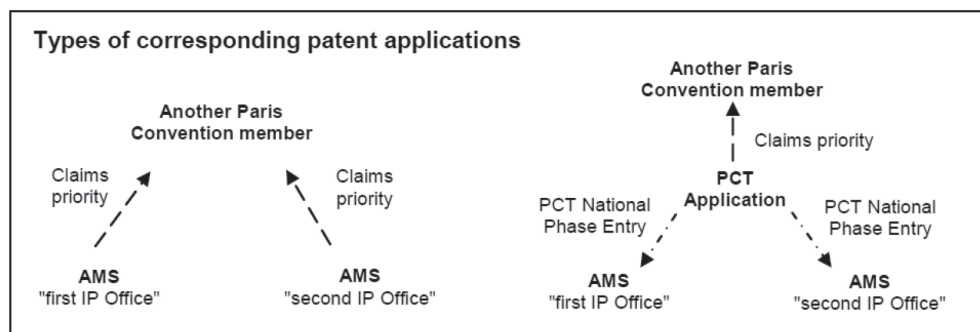 Types of corresponding patent applications
Another Paris
Convention member
Claims
priority
Claims
priority
AMS
"first IP Office"
AMS
"second IP Office"
Another Paris
Convention member
Claims priority
PCT
Application
PCT National
Phase Entry
PCT National
Phase Entry
AMS
"first IP Office"
AMS
"second IP Office"